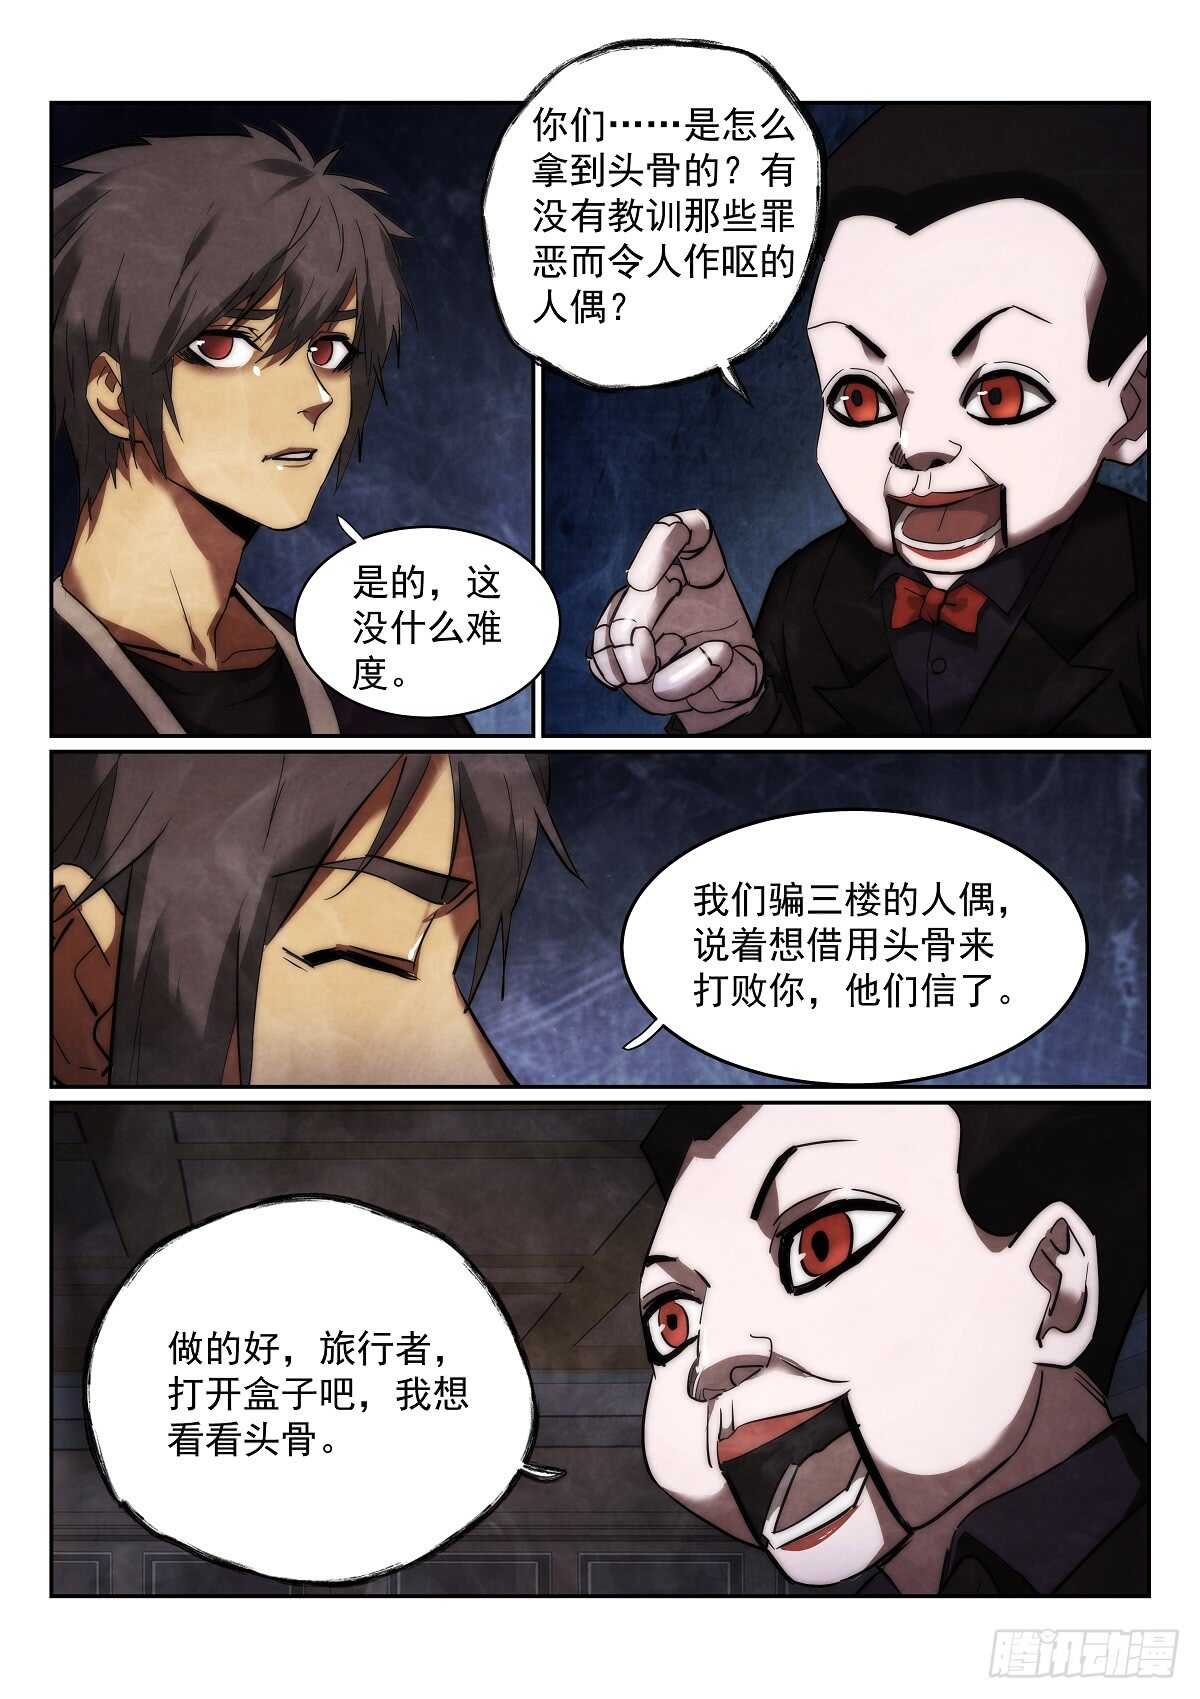 你们……是怎么
拿到头骨的？有
没有教训那些罪
恶而令人作呕的
人偶？
是的，这
没什么难
度。
我们骗三楼的人偶，
说着想借用头骨来
打败你，他们信了。
做的好，旅行者，
打开盒子吧，我想
看看头骨。
腾讯动漫